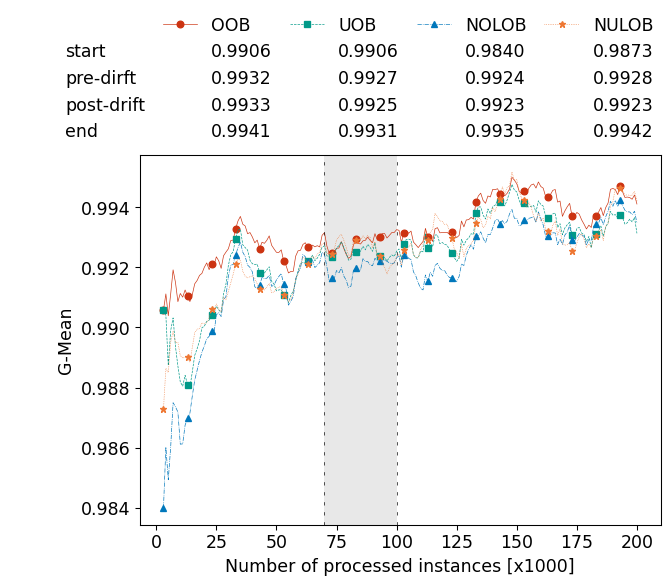 OOB UOB NOLOB NULOB
start 0.9906 0.9906 0.9840 0.9873
pre-dirft 0.9932 0.9927 0.9924 0.9928
post-drift 0.9933 0.9925 0.9923 0.9923
end 0.9941 0.9931 0.9935 0.9942
0.994
0.992
0.990
0.988
0.986
0.984
G-Mean
0 25 50 75 100 125 150 175 200
Number of processed instances [x1000]